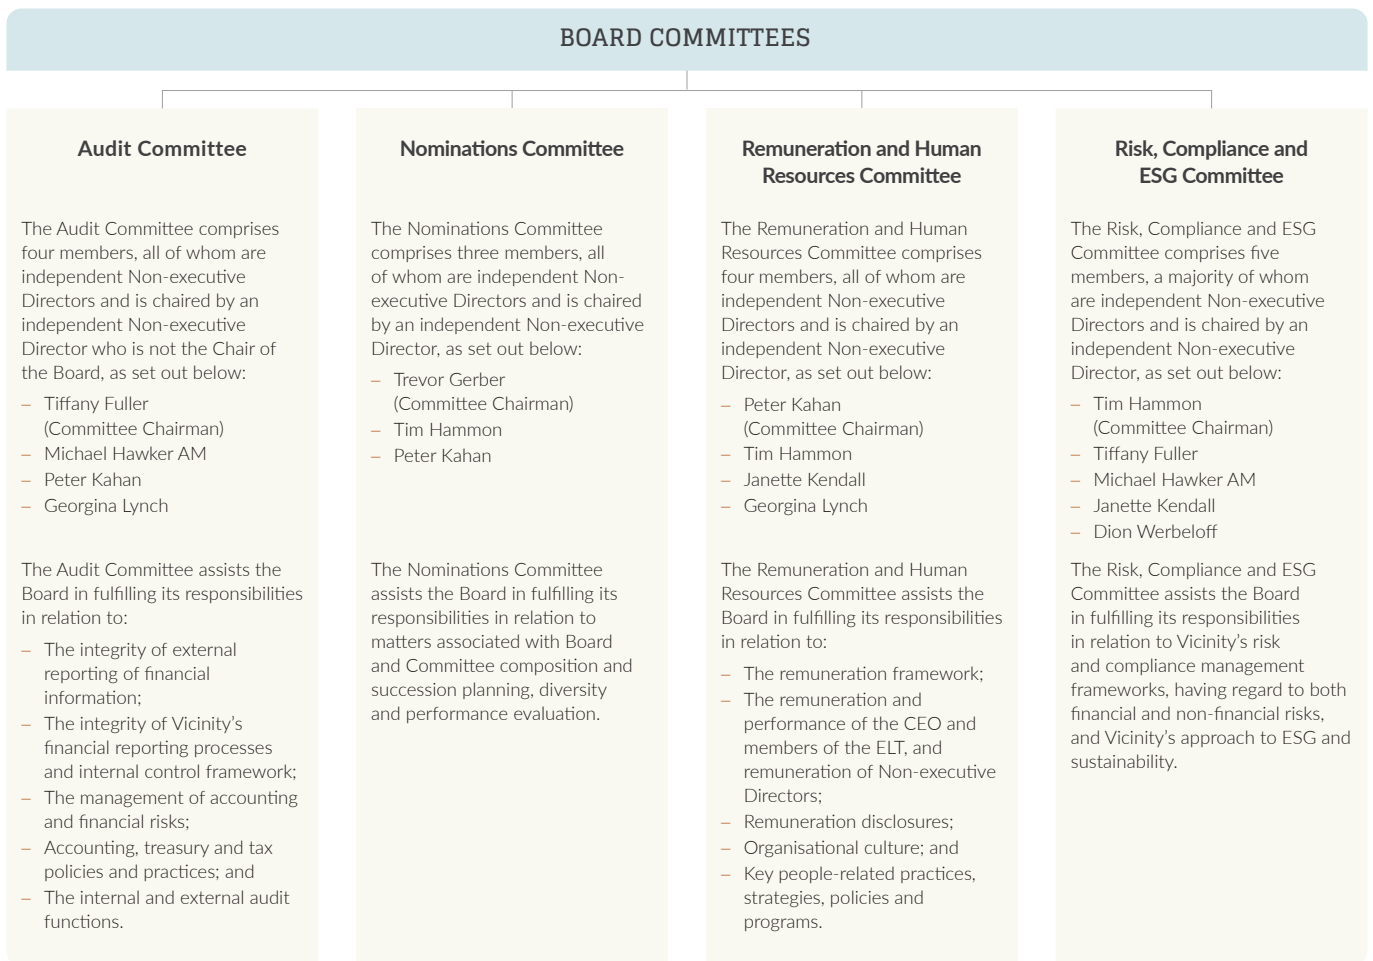 BOARD COMMITTEES
Audit Committee
The Audit Committee comprises
four members, all of whom are
independent Non-executive
Directors and is chaired by an
independent Non-executive
Director who is not the Chair of
the Board, as set out below:
– Tiffany Fuller
(Committee Chairman)
– Michael Hawker AM
– Peter Kahan
– Georgina Lynch
The Audit Committee assists the
Board in fulfilling its responsibilities
in relation to:
– The integrity of external
reporting of financial
information;
– The integrity of Vicinity's
financial reporting processes
and internal control framework;
– The management of accounting
and financial risks;
– Accounting, treasury and tax
policies and practices; and
– The internal and external audit
functions.
Nominations Committee
The Nominations Committee
comprises three members, all
of whom are independent Non-
executive Directors and is chaired
by an independent Non-executive
Director, as set out below:
– Trevor Gerber
(Committee Chairman)
– Tim Hammon
– Peter Kahan
The Nominations Committee
assists the Board in fulfilling its
responsibilities in relation to
matters associated with Board
and Committee composition and
succession planning, diversity
and performance evaluation.
Remuneration and Human
Resources Committee
The Remuneration and Human
Resources Committee comprises
four members, all of whom are
independent Non-executive
Directors and is chaired by an
independent Non-executive
Director, as set out below:
– Peter Kahan
(Committee Chairman)
– Tim Hammon
– Janette Kendall
– Georgina Lynch
The Remuneration and Human
Resources Committee assists the
Board in fulfilling its responsibilities
in relation to:
– The remuneration framework;
– The remuneration and
performance of the CEO and
members of the ELT, and
remuneration of Non-executive
Directors;
– Remuneration disclosures;
– Organisational culture; and
– Key people-related practices,
strategies, policies and
programs.
Risk, Compliance and
ESG Committee
The Risk, Compliance and ESG
Committee comprises five
members, a majority of whom
are independent Non-executive
Directors and is chaired by an
independent Non-executive
Director, as set out below:
– Tim Hammon
(Committee Chairman)
– Tiffany Fuller
– Michael Hawker AM
– Janette Kendall
– Dion Werbeloff
The Risk, Compliance and ESG
Committee assists the Board
in fulfilling its responsibilities
in relation to Vicinity's risk
and compliance management
frameworks, having regard to both
financial and non-financial risks,
and Vicinity's approach to ESG and
sustainability.